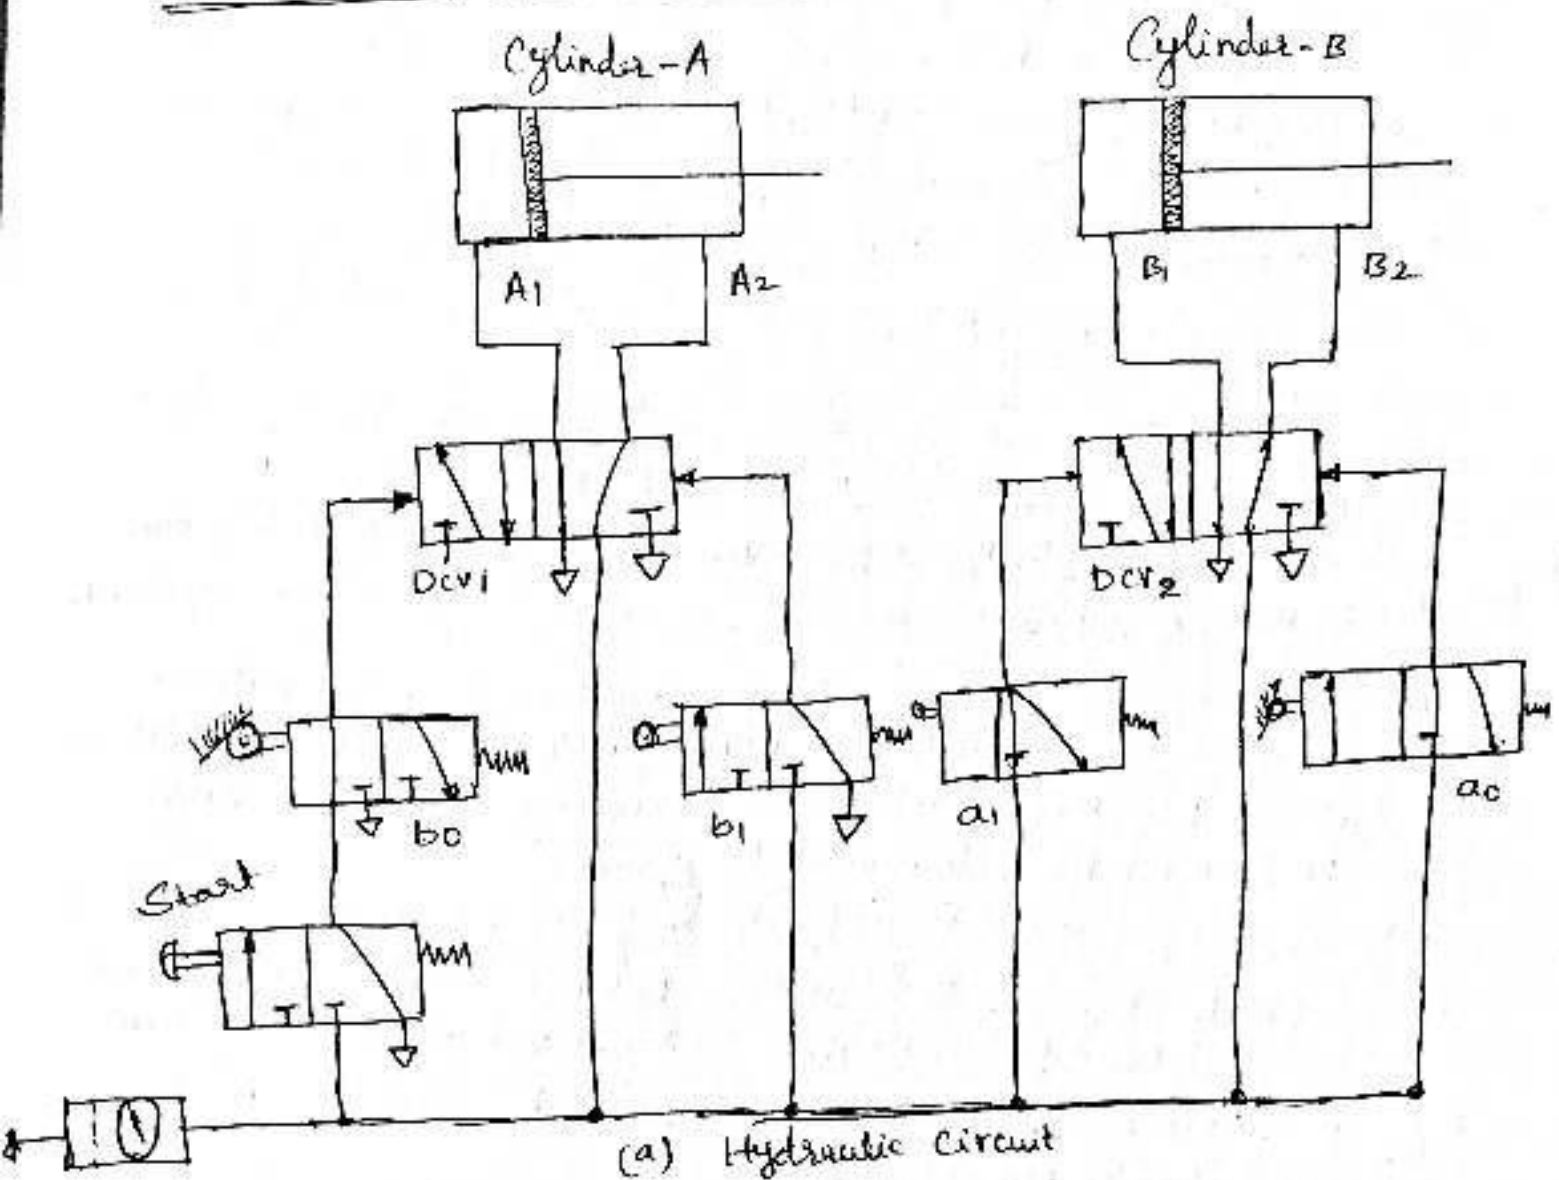 Cylinder-A
Cylinder-B
A1
A2
B1
B2
DCV1
DCV2
b0
b1
a1
a0
Start
(a) Hydraulic Circuit